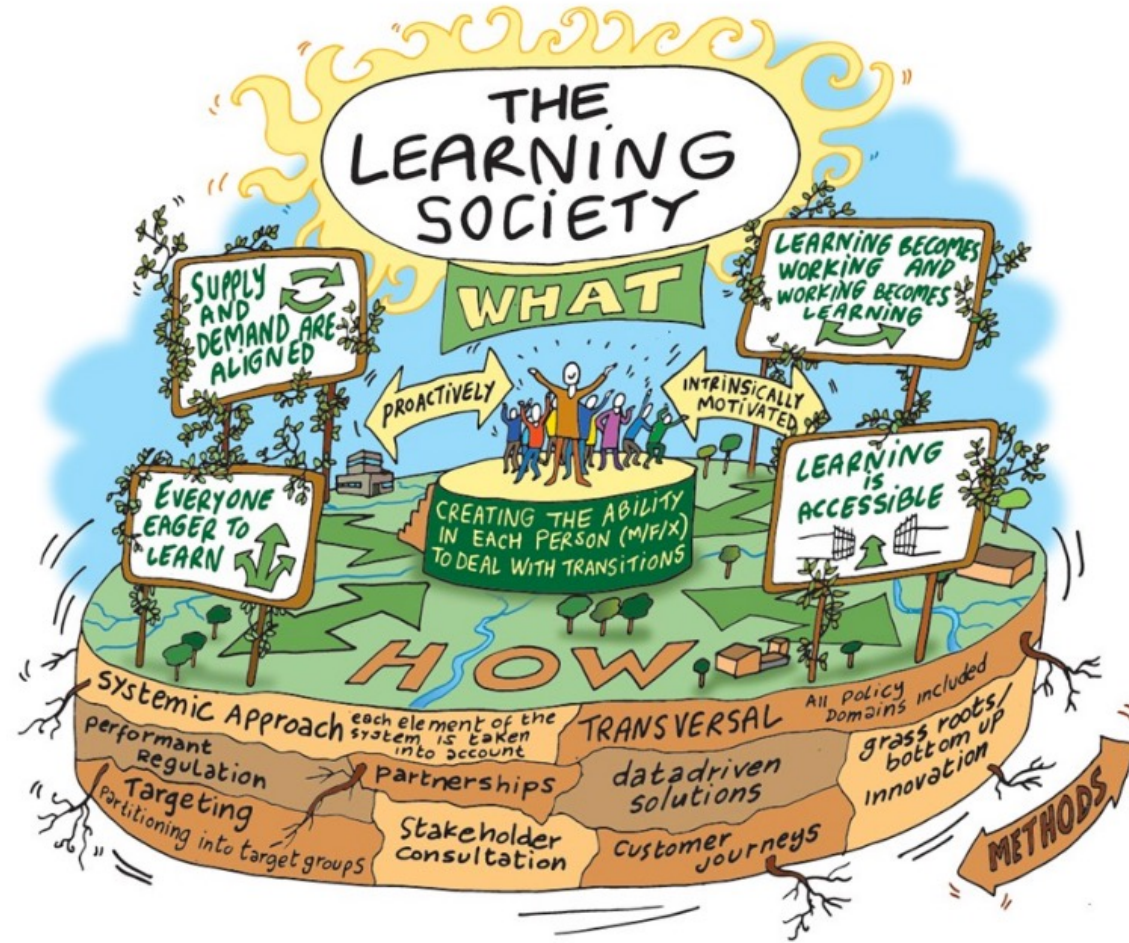 THE
LEARNING
SOCIETY
WHAT
SUPPLY
AND
DEMAND ARE
ALIGNED
LEARNING BECOMES
WORKING AND
WORKING BECOMES
LEARNING
PROACTIVELY
INTRINSICALLY
MOTIVATED
EVERYONE
EAGER TO
LEARN
CREATING THE ABILITY
IN EACH PERSON (M/F/X)
TO DEAL WITH TRANSITIONS
LEARNING
IS
ACCESSIBLE
HOW
SYSTEMIC APPROACH
each element of the
system is taken
into account
TRANSVERSAL
All policy
Domains included
performant
Regulation
partnerships
datadriven
solutions
grass roots/
bottom up
innovation
Targeting
partitioning into target groups
Stakeholder
consultation
customer
journeys
METHODS